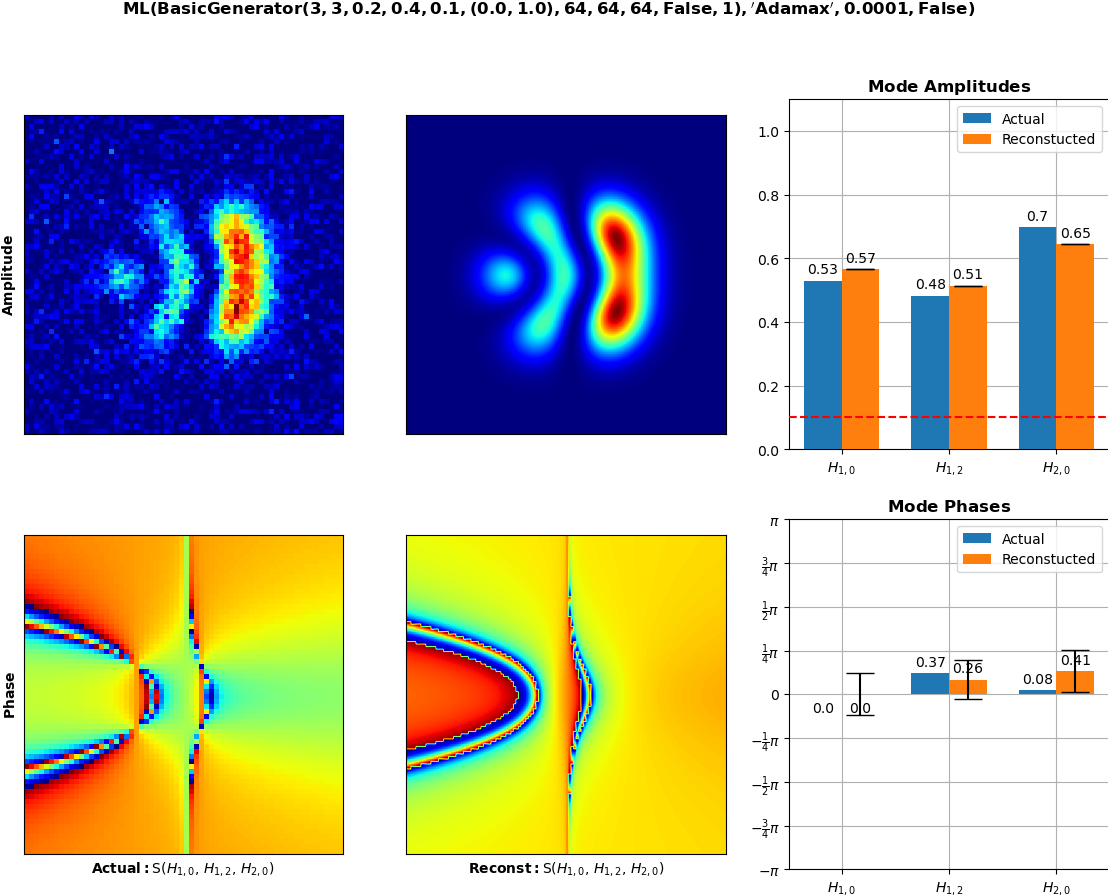 ML(BasicGenerator(3, 3, 0.2, 0.4, 0.1, (0.0, 1.0), 64, 64, 64, False, 1), ′Adamax′, 0.0001, False)
Amplitude
Mode Amplitudes
Actual
Reconstucted
1.0
0.8
0.6
0.4
0.2
0.0
0.53
0.57
0.48
0.51
0.7
0.65
H1,0
H1,2
H2,0
Phase
Actual: S(H1,0, H1,2, H2,0)
Reconst: S(H1,0, H1,2, H2,0)
Mode Phases
Actual
Reconstucted
π
3/4π
1/2π
1/4π
0
−1/4π
−1/2π
−3/4π
−π
0.0
0.0
0.37
0.26
0.08
0.41
H1,0
H1,2
H2,0